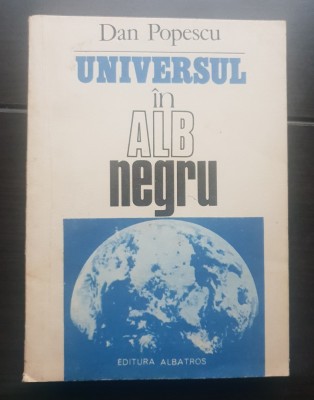 Dan Popescu
UNIVERSUL
în
ALB
negru
EDITURA ALBATROS